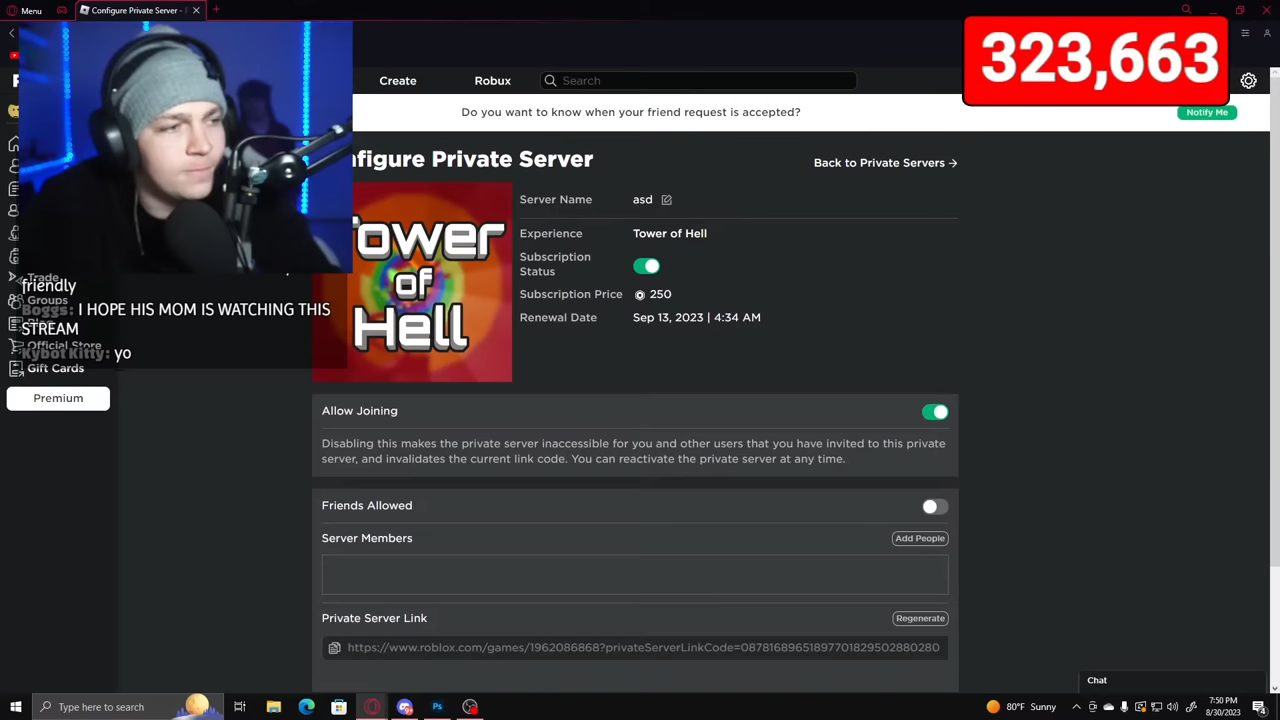 Menu
Configure Private Server -
323,663
Create
Robux
Search
Do you want to know when your friend request is accepted?
Notify Me
nfigure Private Server
Back to Private Servers →
Server Name
asd
Tower
of
Hell
Experience
Tower of Hell
Subscription
Status
Subscription Price
250
Renewal Date
Sep 13, 2023 | 4:34 AM
Trade
friendly
Groups
Boggs: I HOPE HIS MOM IS WATCHING THIS
STREAM
Official Store
Kybot Kitty: yo
Gift Cards
Premium
Allow Joining
Disabling this makes the private server inaccessible for you and other users that you have invited to this private
server, and invalidates the current link code. You can reactivate the private server at any time.
Friends Allowed
Server Members
Add People
Private Server Link
Regenerate
https://www.roblox.com/games/1962086868?privateServerLinkCode=08781689651897701829502880280
Chat
Type here to search
Ps
80°F Sunny
7:50 PM
8/30/2023